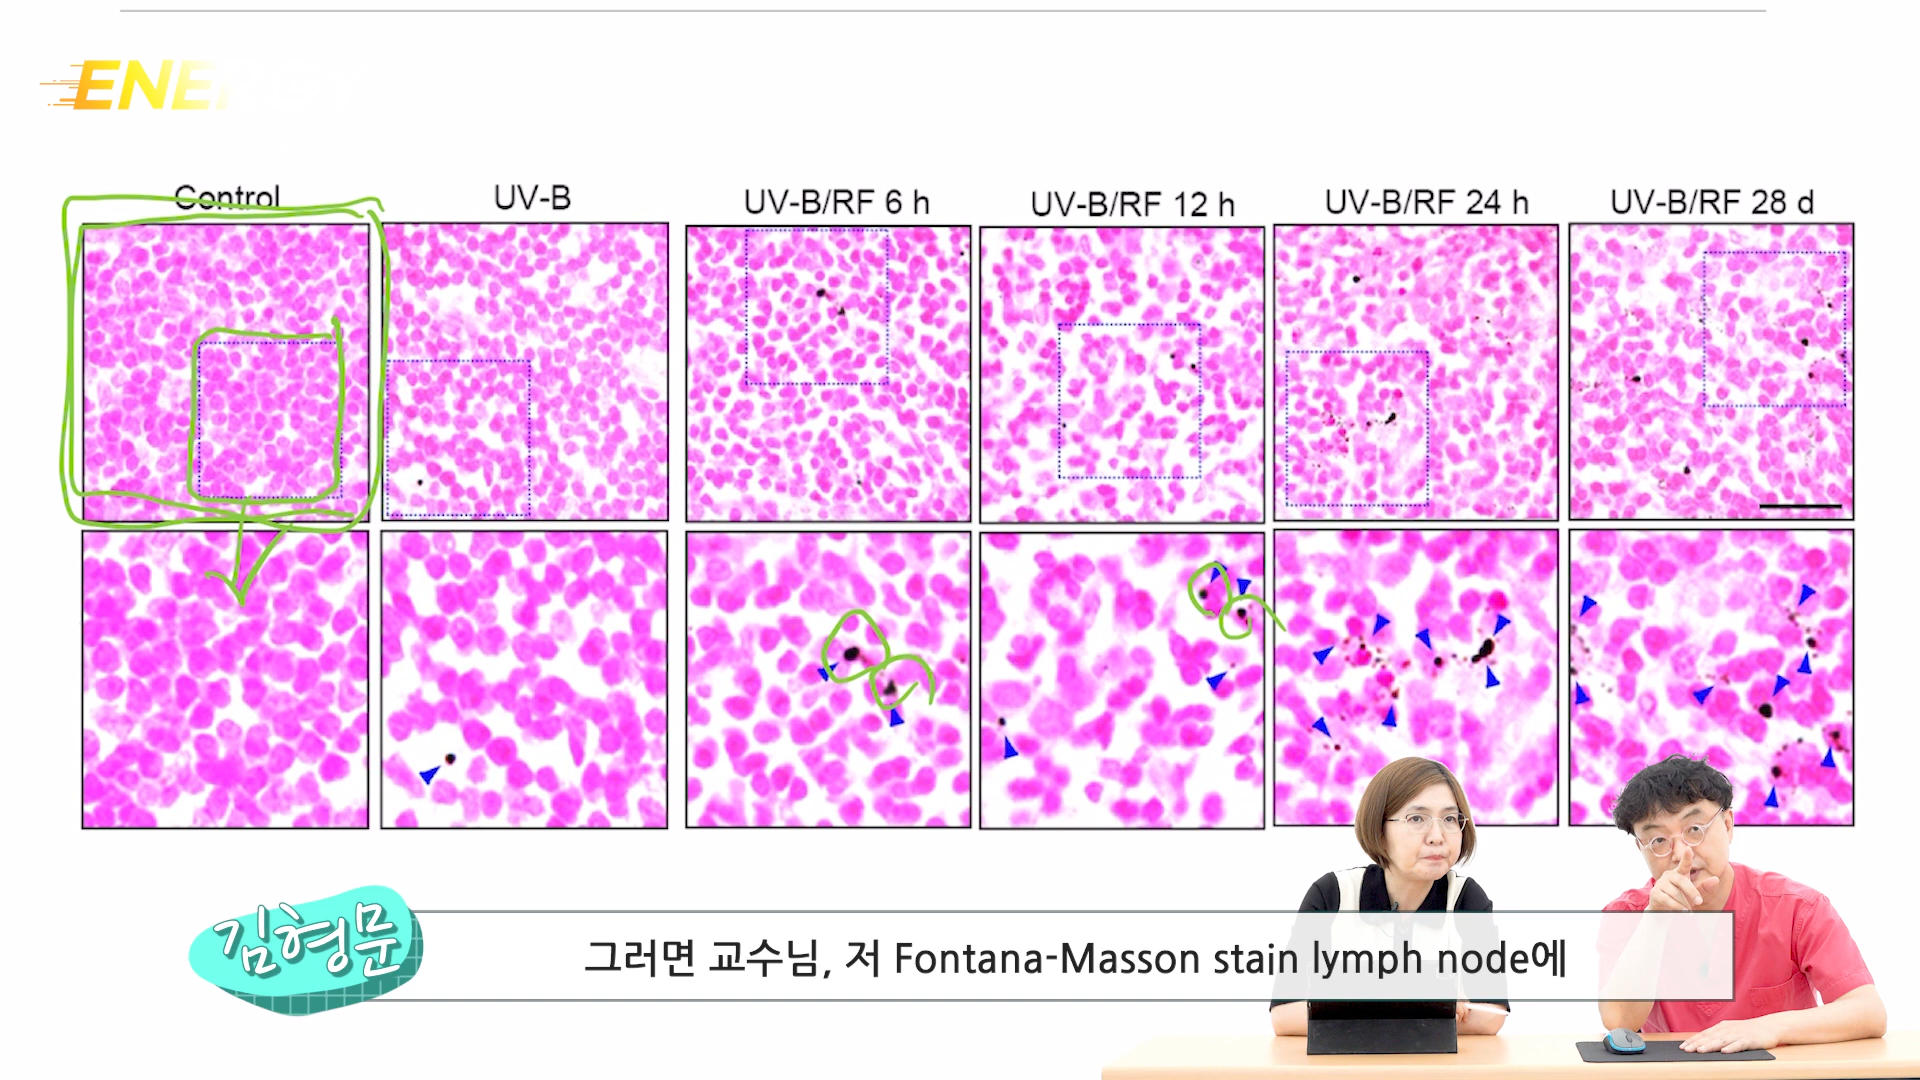 ENE
Control
UV-B
UV-B/RF 6 h
UV-B/RF 12 h
UV-B/RF 24 h
UV-B/RF 28 d
김형문
그러면 교수님, 저 Fontana-Masson stain lymph node에